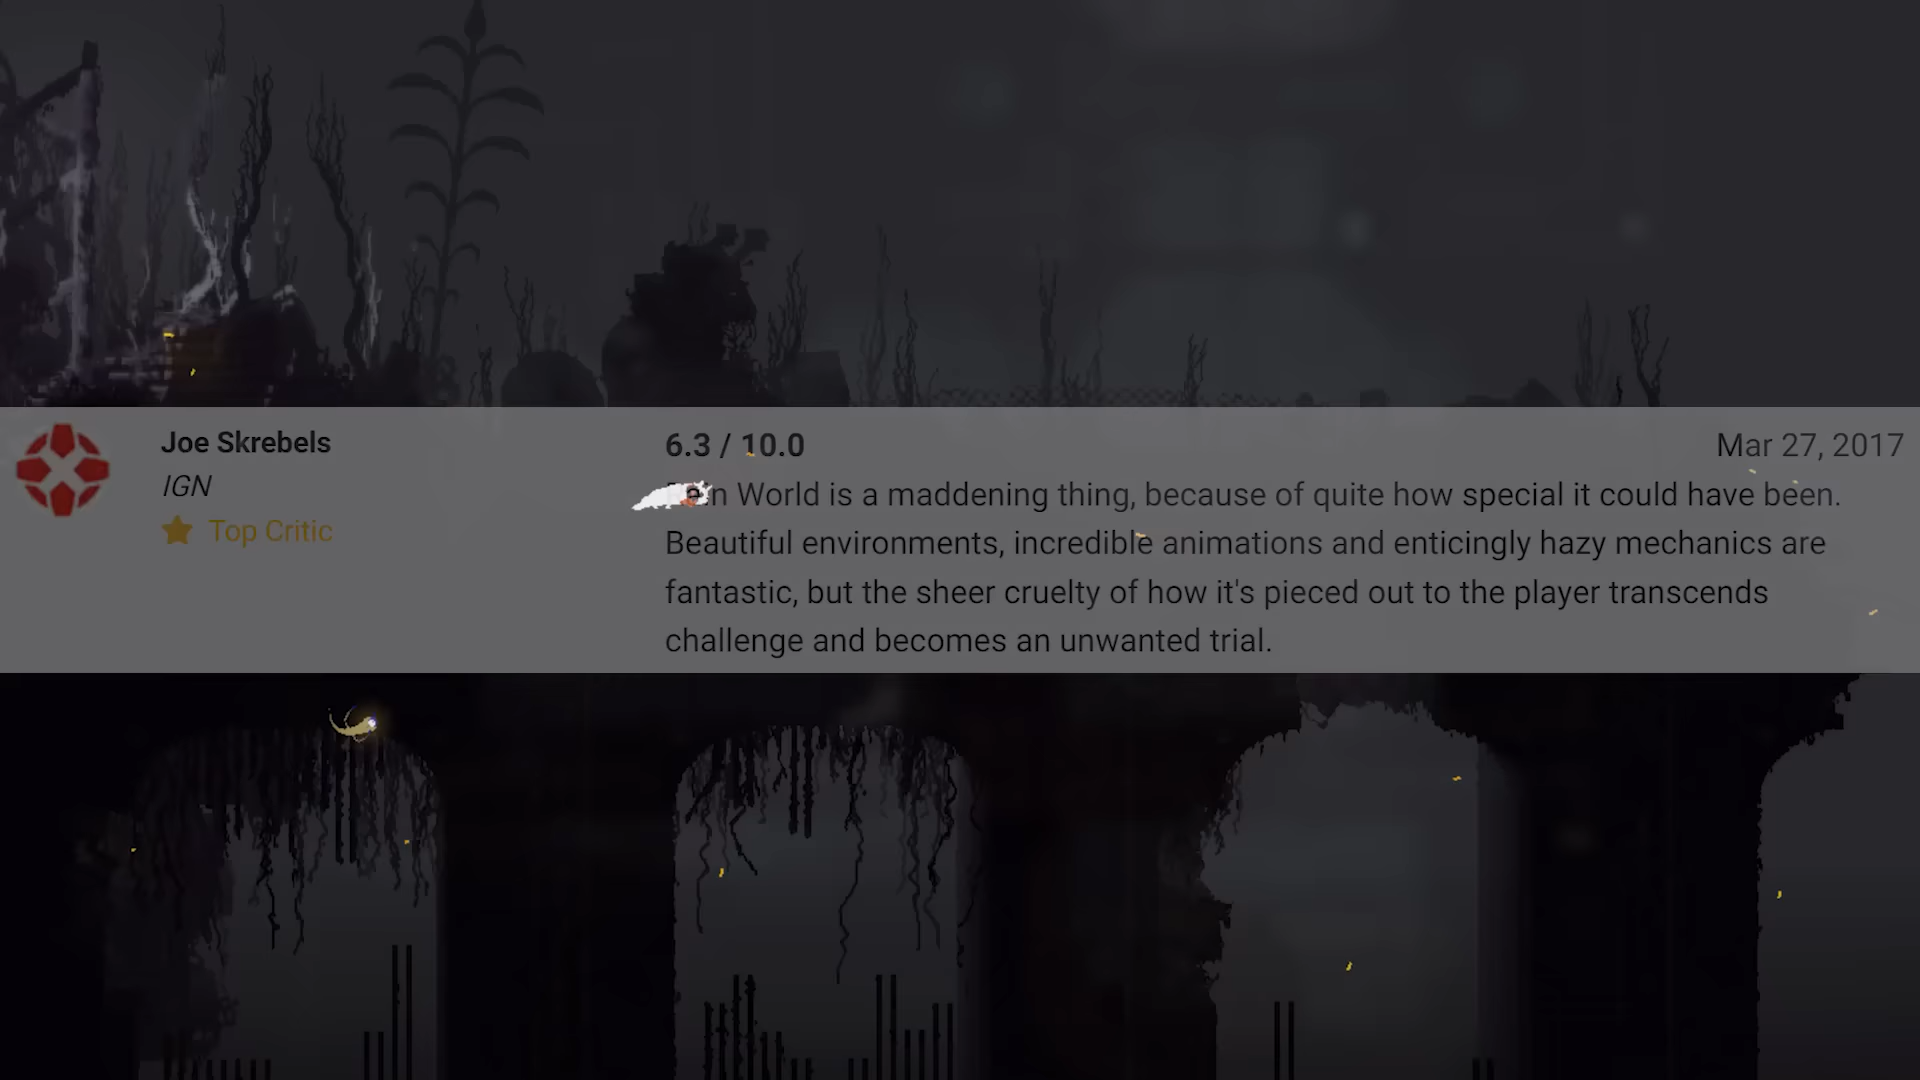 Joe Skrebels
IGN
Top Critic
6.3 / 10.0
Mar 27, 2017
World is a maddening thing, because of quite how special it could have been.
Beautiful environments, incredible animations and enticingly hazy mechanics are
fantastic, but the sheer cruelty of how it's pieced out to the player transcends
challenge and becomes an unwanted trial.